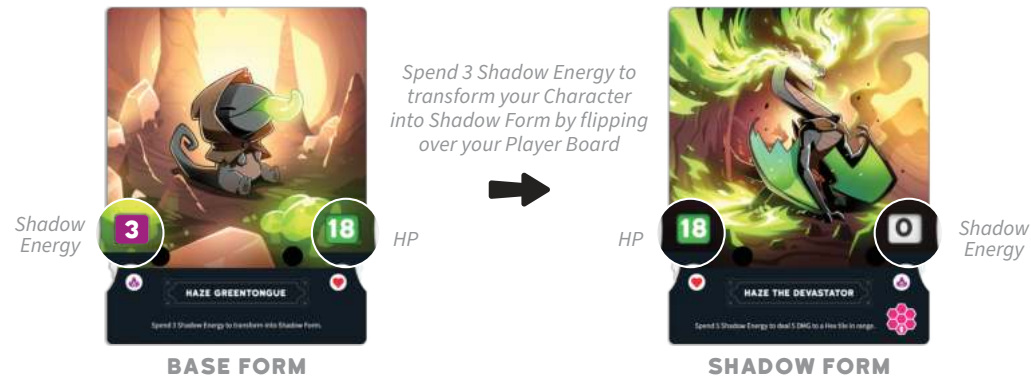 Spend 3 Shadow Energy to
transform your Character
into Shadow Form by flipping
over your Player Board
Shadow
Energy
3
18
HP
HAZE GREENTONGUE
Spend 3 Shadow Energy to transform into Shadow Form.
BASE FORM
HP
18
0
Shadow
Energy
HAZE THE DEVASTATOR
Spend 5 Shadow Energy to deal 5 DMG to a Hex tile in range.
SHADOW FORM